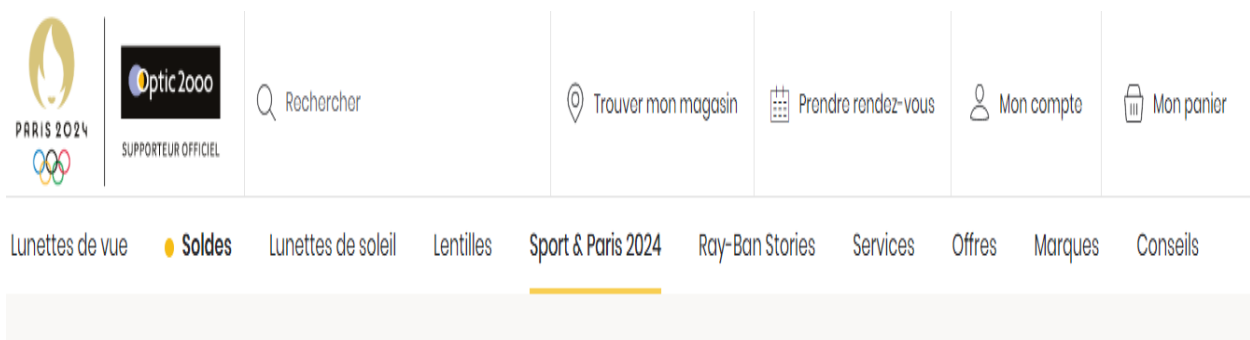 PARIS 2024
Optic 2000
SUPPORTEUR OFFICIEL
Rechercher
Trouver mon magasin
Prendre rendez-vous
Mon compte
Mon panier
Lunettes de vue Soldes Lunettes de soleil Lentilles Sport & Paris 2024 Ray-Ban Stories Services Offres Marques Conseils